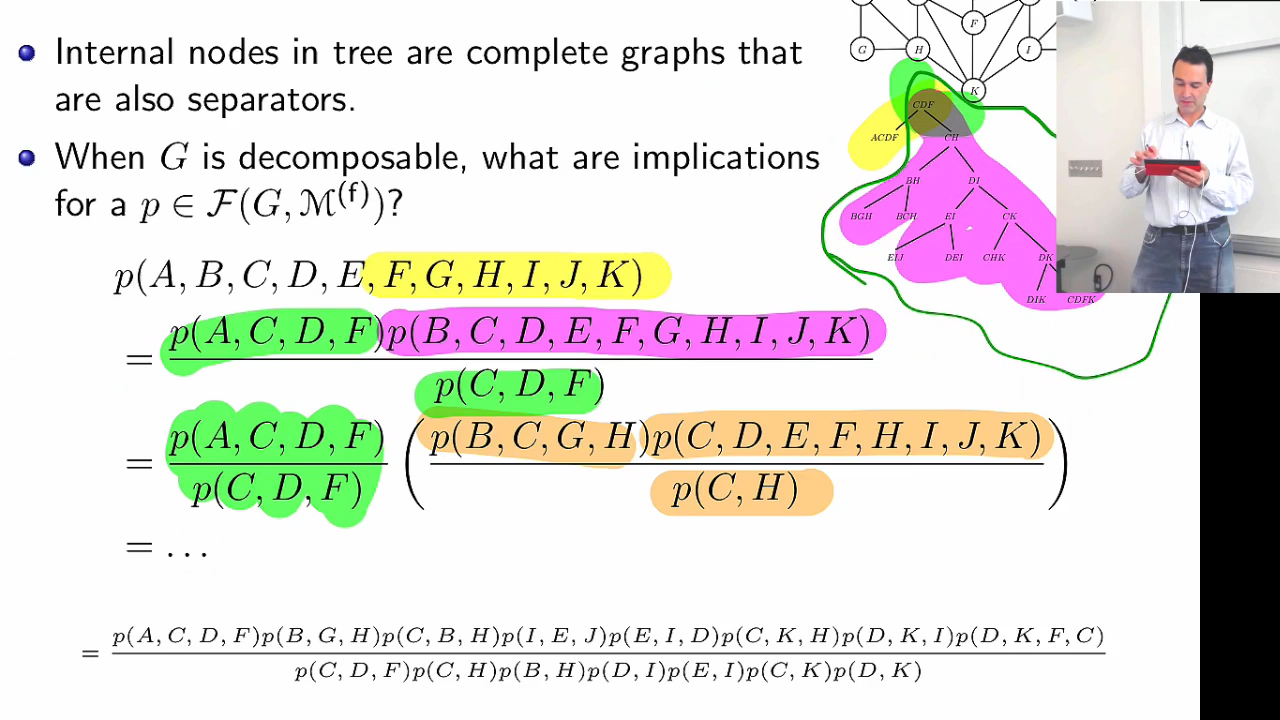 Internal nodes in tree are complete graphs that
are also separators.
When G is decomposable, what are implications
for a p ∈ F(G, M^(f))?
p(A, B, C, D, E, F, G, H, I, J, K)
= p(A, C, D, F)p(B, C, D, E, F, G, H, I, J, K)
p(C, D, F)
= p(A, C, D, F) ( p(B, C, G, H)p(C, D, E, F, H, I, J, K) )
p(C, D, F) p(C, H)
= ...
= p(A, C, D, F)p(B, G, H)p(C, B, H)p(I, E, J)p(E, I, D)p(C, K, H)p(D, K, I)p(D, K, F, C)
p(C, D, F)p(C, H)p(B, H)p(D, I)p(E, I)p(C, K)p(D, K)
F
G H I
K
CDF
ACDF CH
BH DI
BGH BCH EI CK
EIJ DEI CHK DK
DIK CDFK